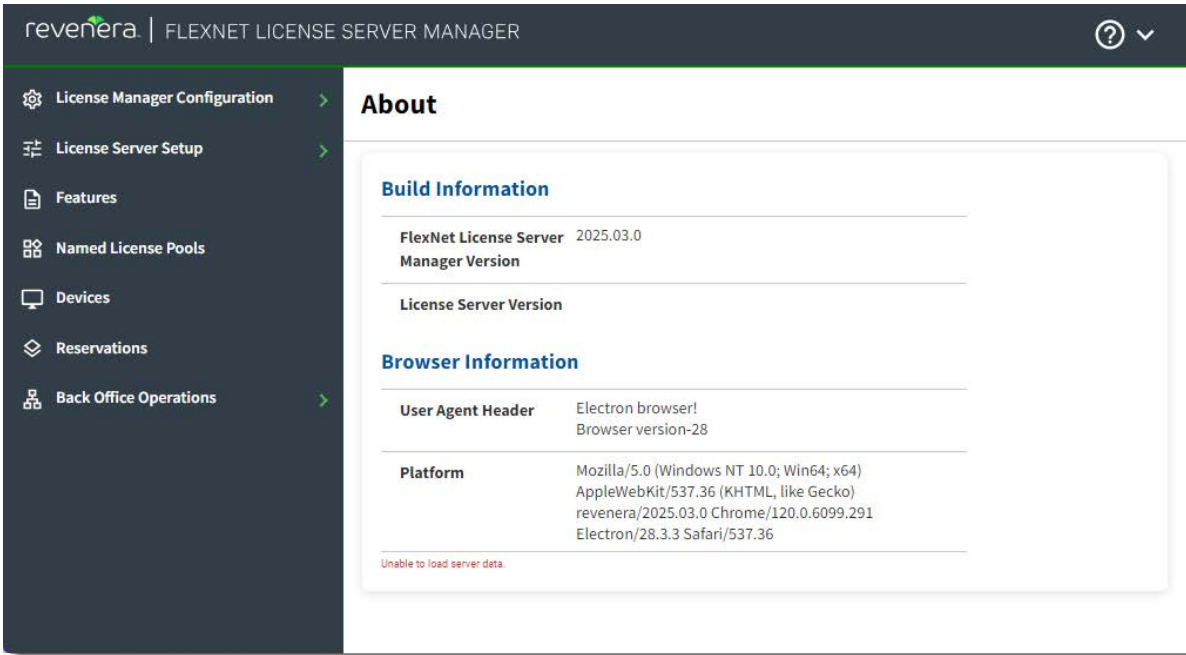 revenera. | FLEXNET LICENSE SERVER MANAGER
License Manager Configuration
License Server Setup
Features
Named License Pools
Devices
Reservations
Back Office Operations
About
Build Information
FlexNet License Server 2025.03.0
Manager Version
License Server Version
Browser Information
User Agent Header Electron browser!
Browser version-28
Platform Mozilla/5.0 (Windows NT 10.0; Win64; x64)
AppleWebKit/537.36 (KHTML, like Gecko)
revenera/2025.03.0 Chrome/120.0.6099.291
Electron/28.3.3 Safari/537.36
Unable to load server data.